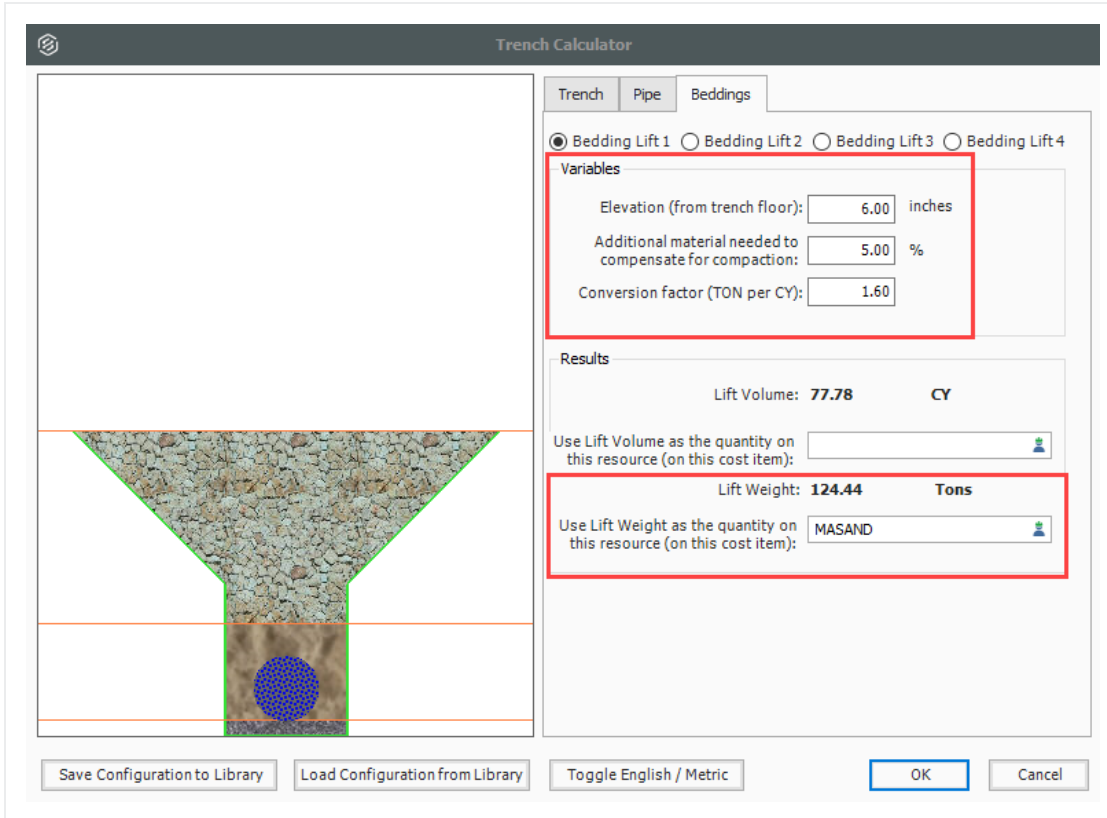 Trench Calculator
Trench Pipe Beddings
Bedding Lift 1 Bedding Lift 2 Bedding Lift 3 Bedding Lift 4
Variables
Elevation (from trench floor): 6.00 inches
Additional material needed to
compensate for compaction: 5.00 %
Conversion factor (TON per CY): 1.60
Results
Lift Volume: 77.78 CY
Use Lift Volume as the quantity on
this resource (on this cost item):
Lift Weight: 124.44 Tons
Use Lift Weight as the quantity on
this resource (on this cost item): MASAND
Save Configuration to Library Load Configuration from Library Toggle English / Metric OK Cancel